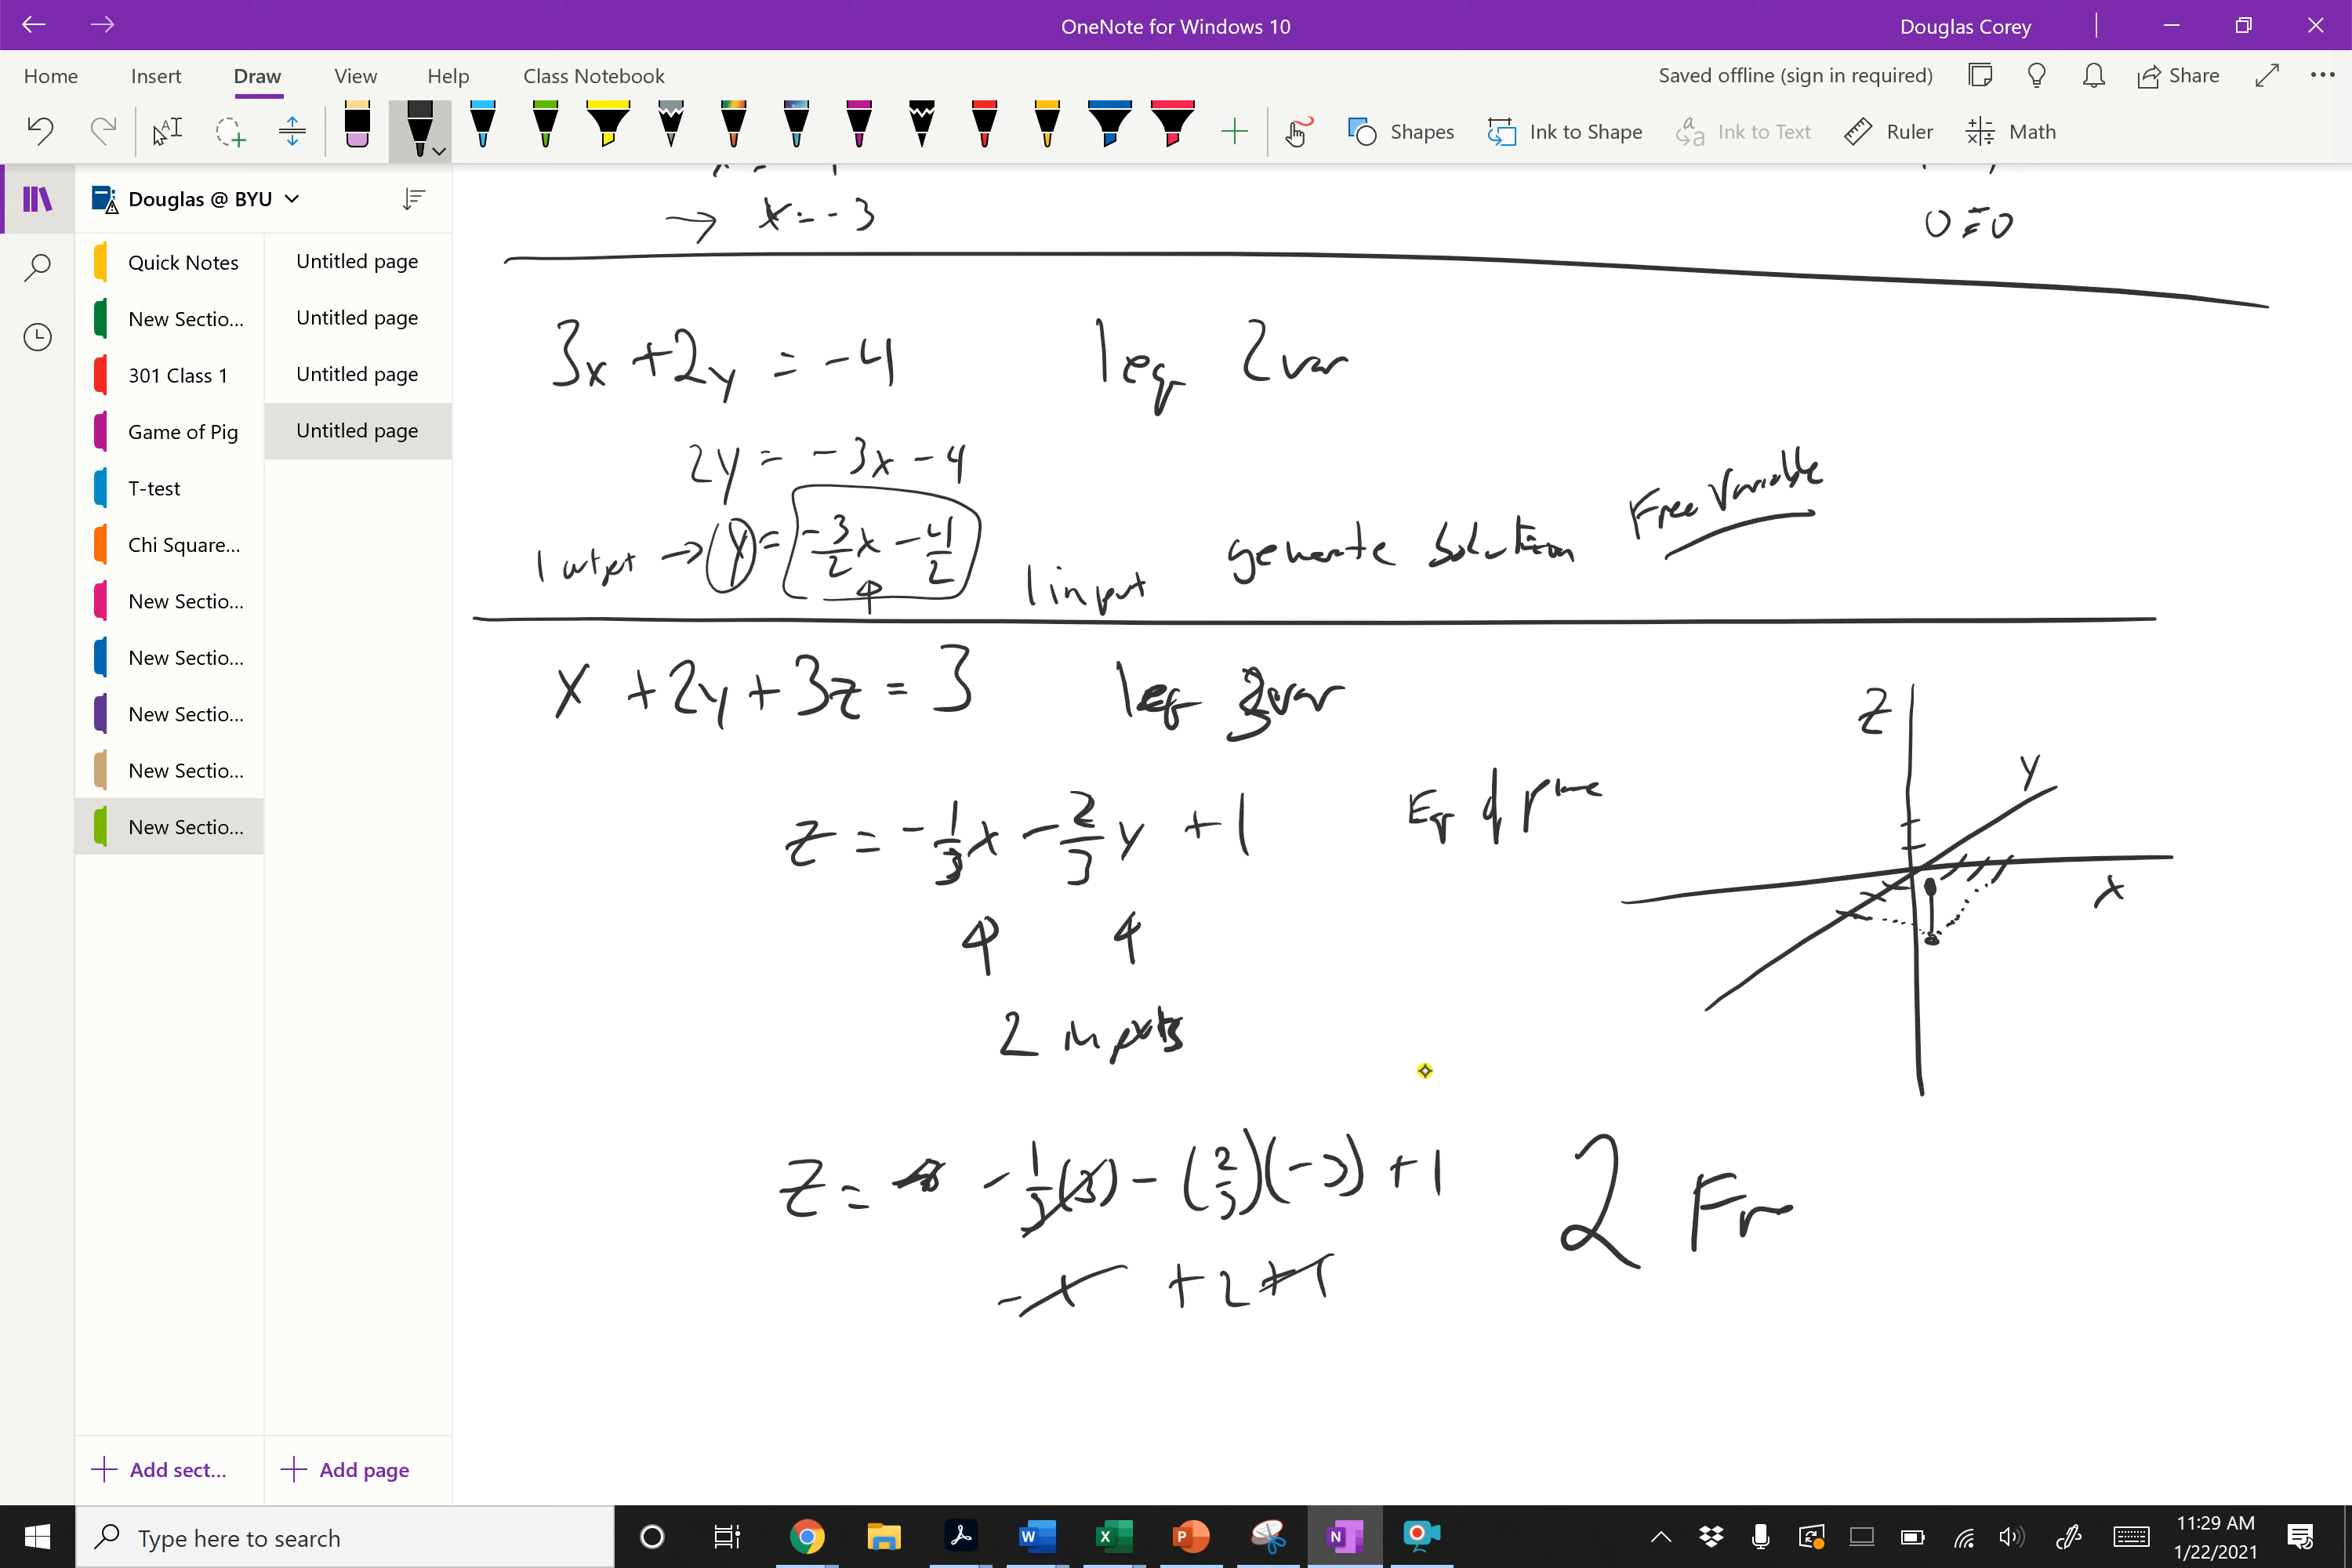 OneNote for Windows 10
Douglas Corey
Home Insert Draw View Help Class Notebook
Saved offline (sign in required) Share
Shapes Ink to Shape Ink to Text Ruler Math
Douglas @ BYU
Quick Notes
New Sectio...
301 Class 1
Game of Pig
T-test
Chi Square...
New Sectio...
New Sectio...
New Sectio...
New Sectio...
New Sectio...
Untitled page
Untitled page
Untitled page
Untitled page
→ x = -3
0 = 0
3x + 2y = -4 1 eq 2 var
2y = -3x - 4
1 output → y = -3/2 x - 4/2 1 input generate solution Free Variable
x + 2y + 3z = 3 1 eq 3 var
z = -1/3 x - 2/3 y + 1 Eq of plane
2 inputs
z
y
x
z = -1/3(3) - (2/3)(-3) + 1 2 Fr
-1 + 2 + 1
Add sect... Add page
Type here to search
11:29 AM
1/22/2021